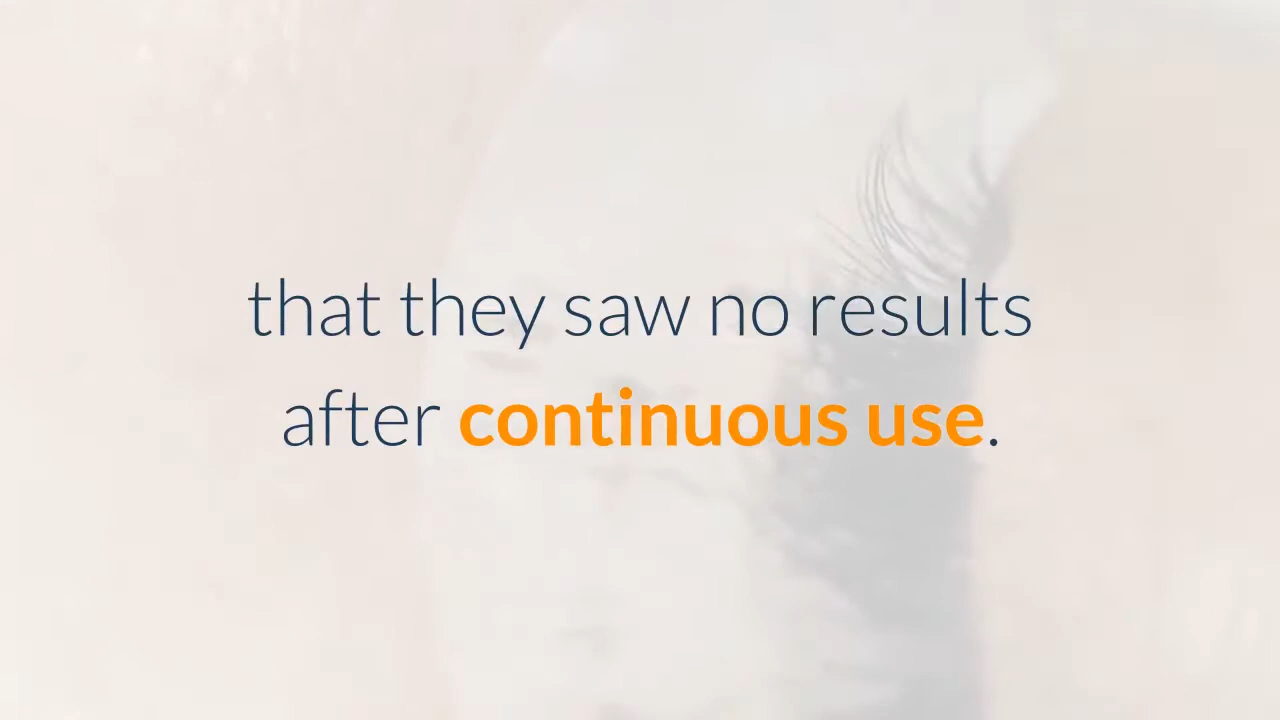 that they saw no results
after continuous use.